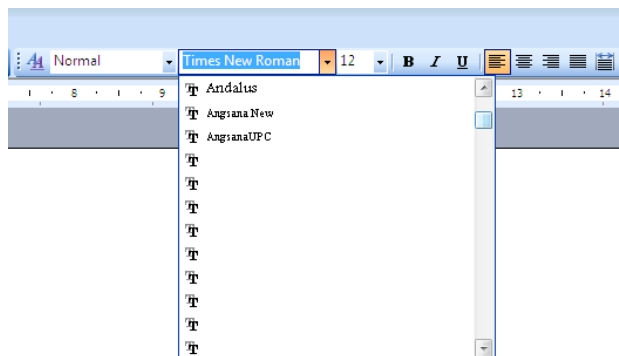 Normal Times New Roman 12 B I U
8 9 13 14
Andalus
Angsana New
AngsanaUPC